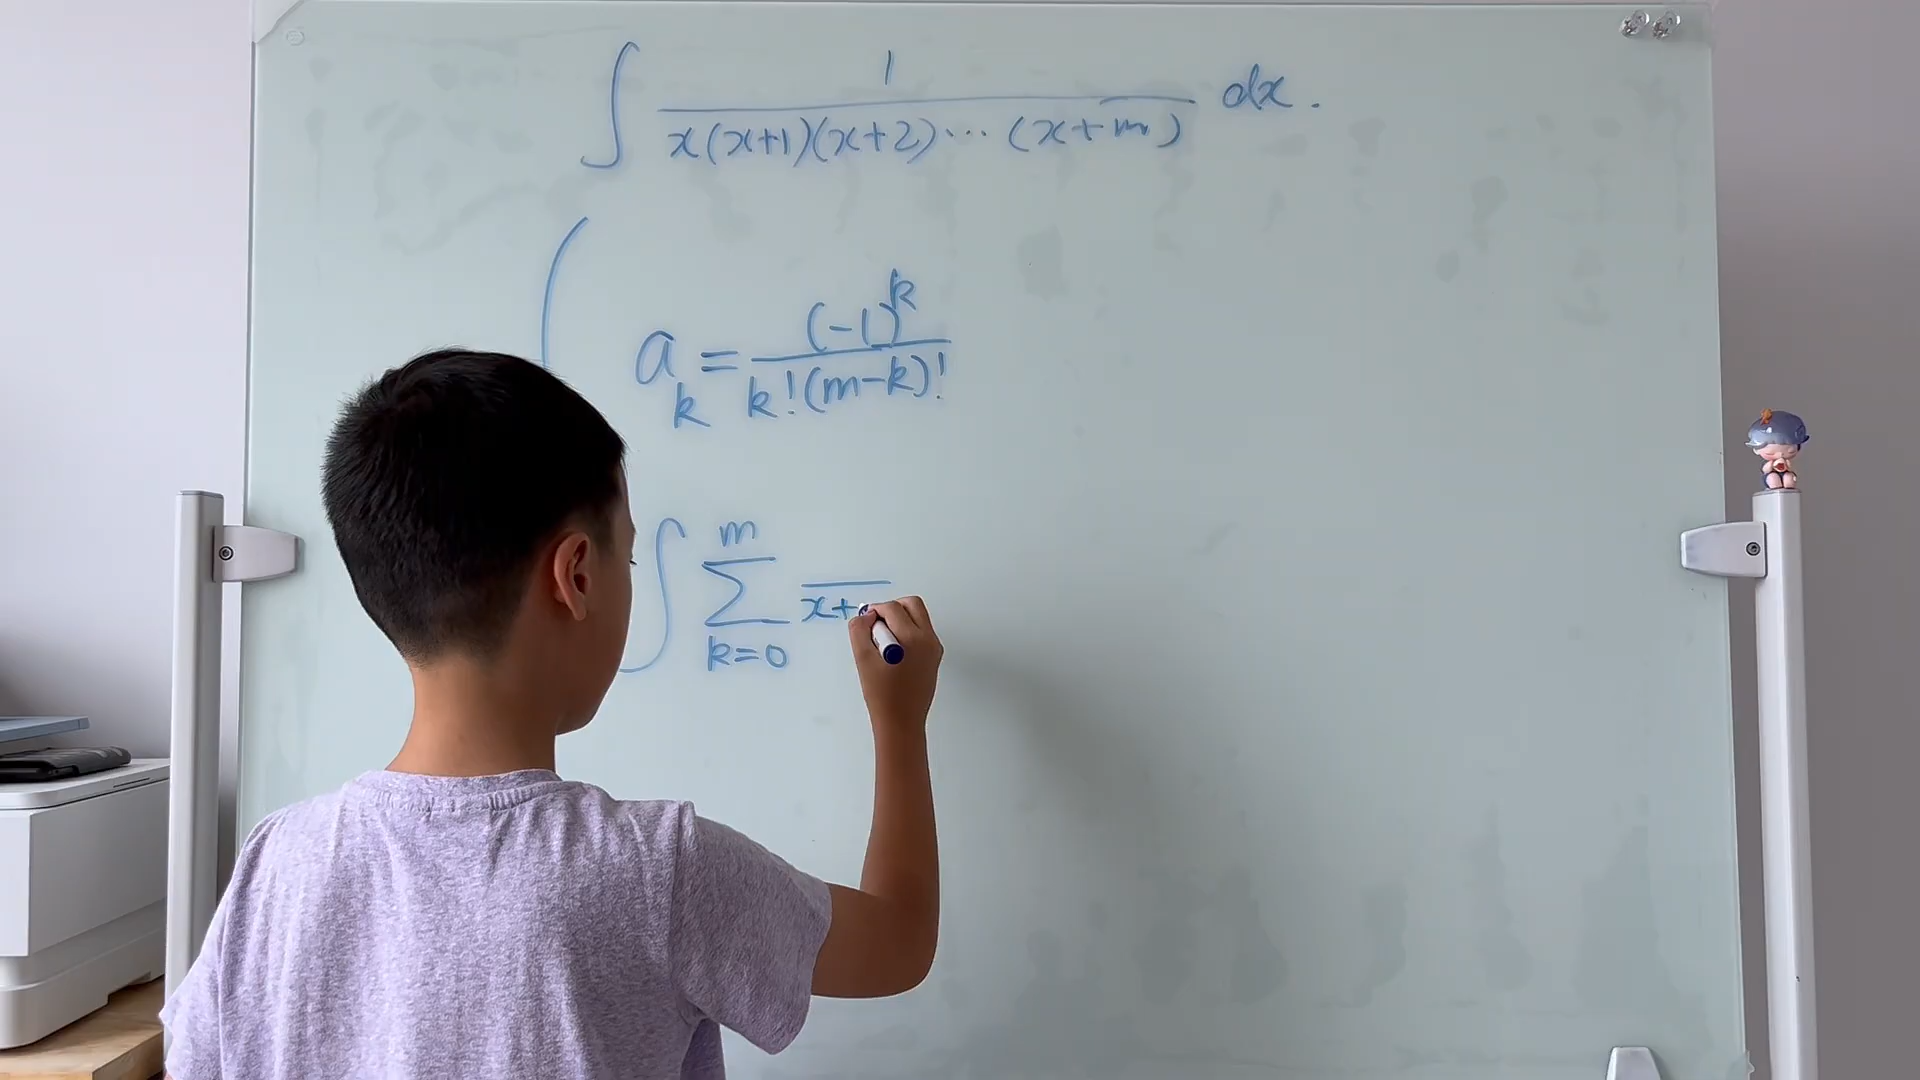 ∫ 1/(x(x+1)(x+2)⋯(x+m)) dx.
a_k = (-1)^k/(k!(m-k)!)
∫ ∑_{k=0}^{m} /(x+